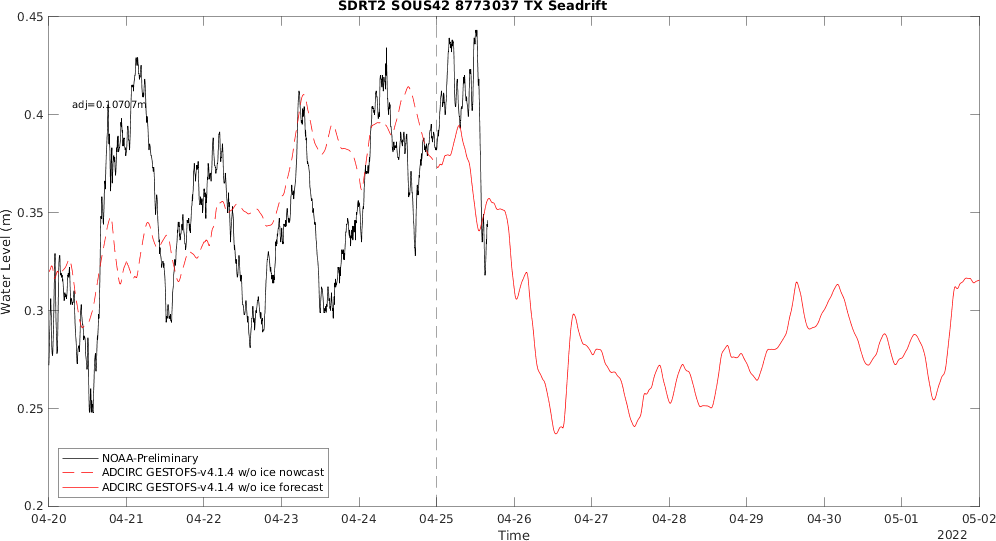 SDRT2 SOUS42 8773037 TX Seadrift
Water Level (m)
0.45
0.4
0.35
0.3
0.25
0.2
adj=0.10707m
NOAA-Preliminary
ADCIRC GESTOFS-v4.1.4 w/o ice nowcast
ADCIRC GESTOFS-v4.1.4 w/o ice forecast
04-20 04-21 04-22 04-23 04-24 04-25 04-26 04-27 04-28 04-29 04-30 05-01 05-02
Time
2022